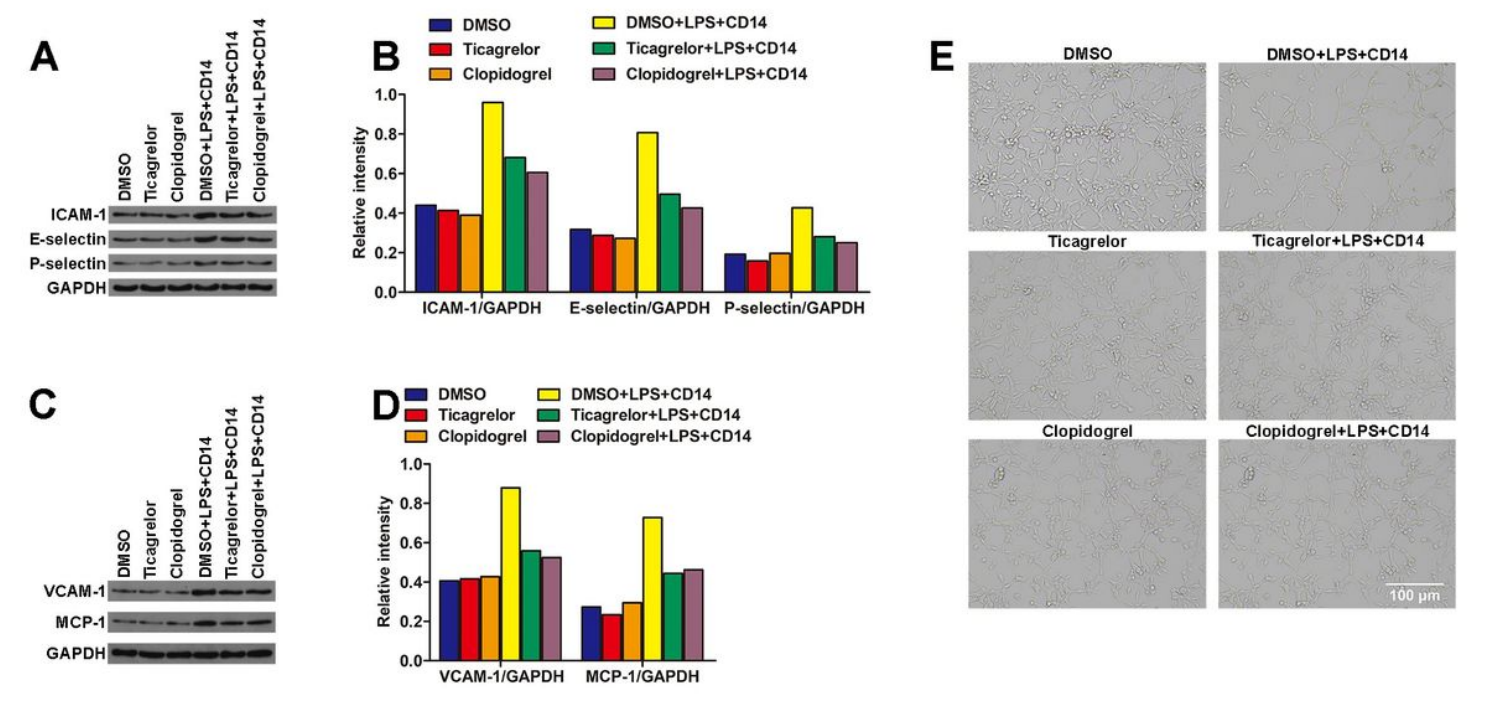 A
DMSO
Ticagrelor
Clopidogrel
DMSO+LPS+CD14
Ticagrelor+LPS+CD14
Clopidogrel+LPS+CD14
ICAM-1
E-selectin
P-selectin
GAPDH
B
DMSO
Ticagrelor
Clopidogrel
DMSO+LPS+CD14
Ticagrelor+LPS+CD14
Clopidogrel+LPS+CD14
Relative intensity
1.0
0.8
0.6
0.4
0.2
0.0
ICAM-1/GAPDH E-selectin/GAPDH P-selectin/GAPDH
C
DMSO
Ticagrelor
Clopidogrel
DMSO+LPS+CD14
Ticagrelor+LPS+CD14
Clopidogrel+LPS+CD14
VCAM-1
MCP-1
GAPDH
D
DMSO
Ticagrelor
Clopidogrel
DMSO+LPS+CD14
Ticagrelor+LPS+CD14
Clopidogrel+LPS+CD14
Relative intensity
1.0
0.8
0.6
0.4
0.2
0.0
VCAM-1/GAPDH MCP-1/GAPDH
E
DMSO
DMSO+LPS+CD14
Ticagrelor
Ticagrelor+LPS+CD14
Clopidogrel
Clopidogrel+LPS+CD14
100 μm